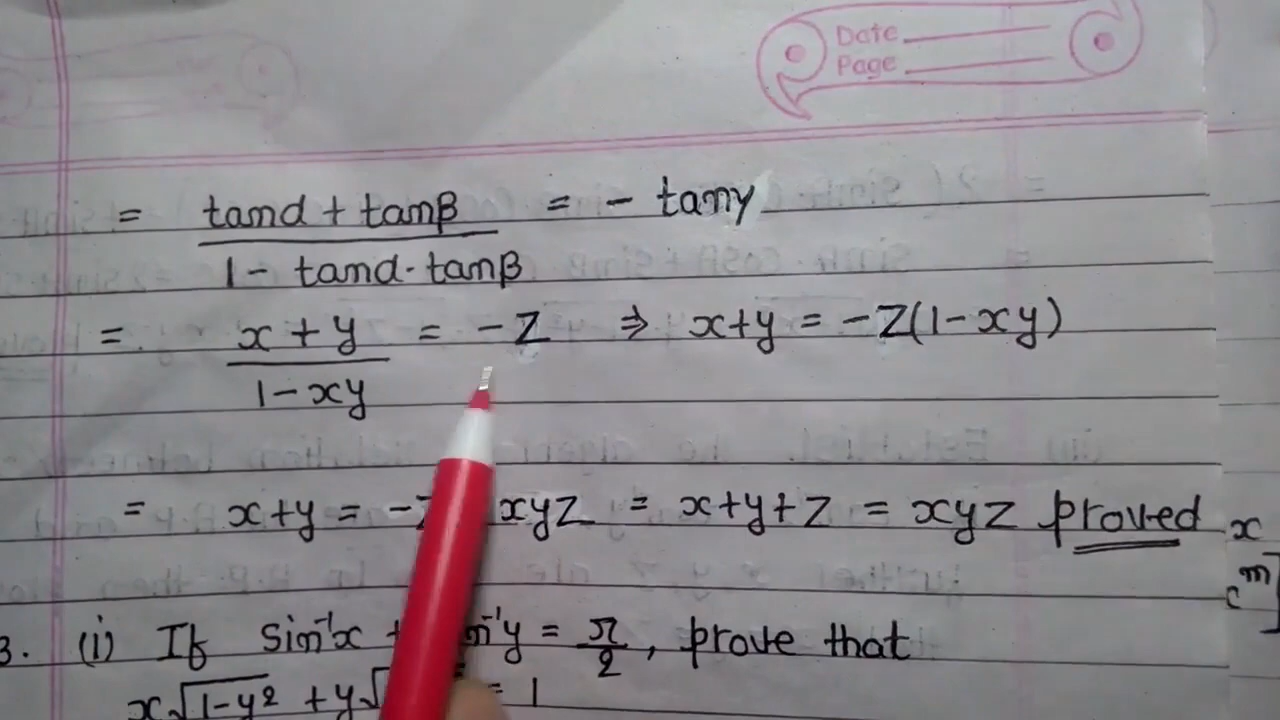 Date
Page
= tanα + tanβ / 1 - tanα·tanβ = - tanγ
= x + y / 1 - xy = - Z ⇒ x+y = -Z(1-xy)
= x+y = - xyz = x+y+z = xyz proved
x
m
3. (i) If Sin⁻¹x y = π/2, prove that
x√1-y² + y√ = 1